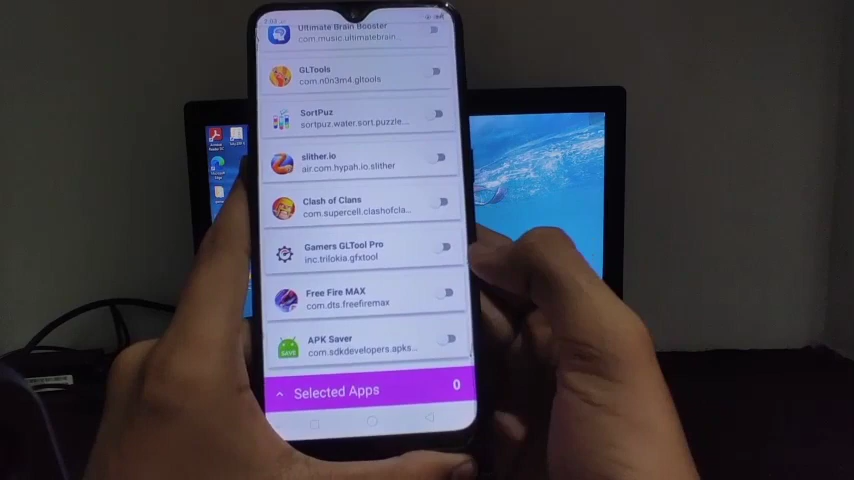 Ultimate Brain Booster
com.music.ultimatebrain...
GLTools
com.n0n3m4.gltools
SortPuz
sortpuz.water.sort.puzzle...
slither.io
air.com.hypah.io.slither
Clash of Clans
com.supercell.clashofcla...
Gamers GLTool Pro
inc.trilokia.gfxtool
Free Fire MAX
com.dts.freefiremax
APK Saver
SAVE
com.sdkdevelopers.apks...
Selected Apps 0